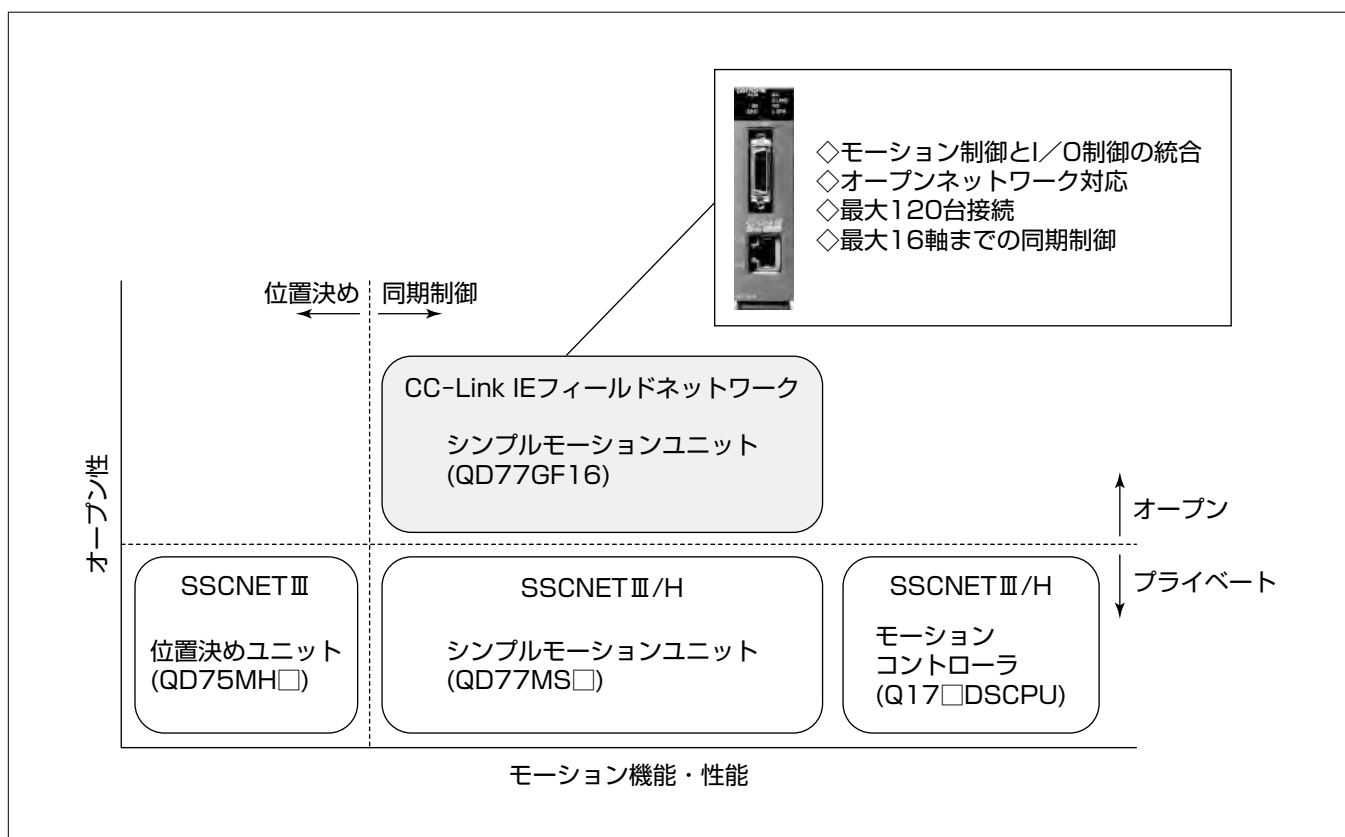 ◇モーション制御とI/O制御の統合
◇オープンネットワーク対応
◇最大120台接続
◇最大16軸までの同期制御
位置決め
同期制御
CC-Link IEフィールドネットワーク
シンプルモーションユニット
(QD77GF16)
オープン性
オープン
プライベート
SSCNETⅢ
位置決めユニット
(QD75MH□)
SSCNETⅢ/H
シンプルモーションユニット
(QD77MS□)
SSCNETⅢ/H
モーション
コントローラ
(Q17□DSCPU)
モーション機能・性能